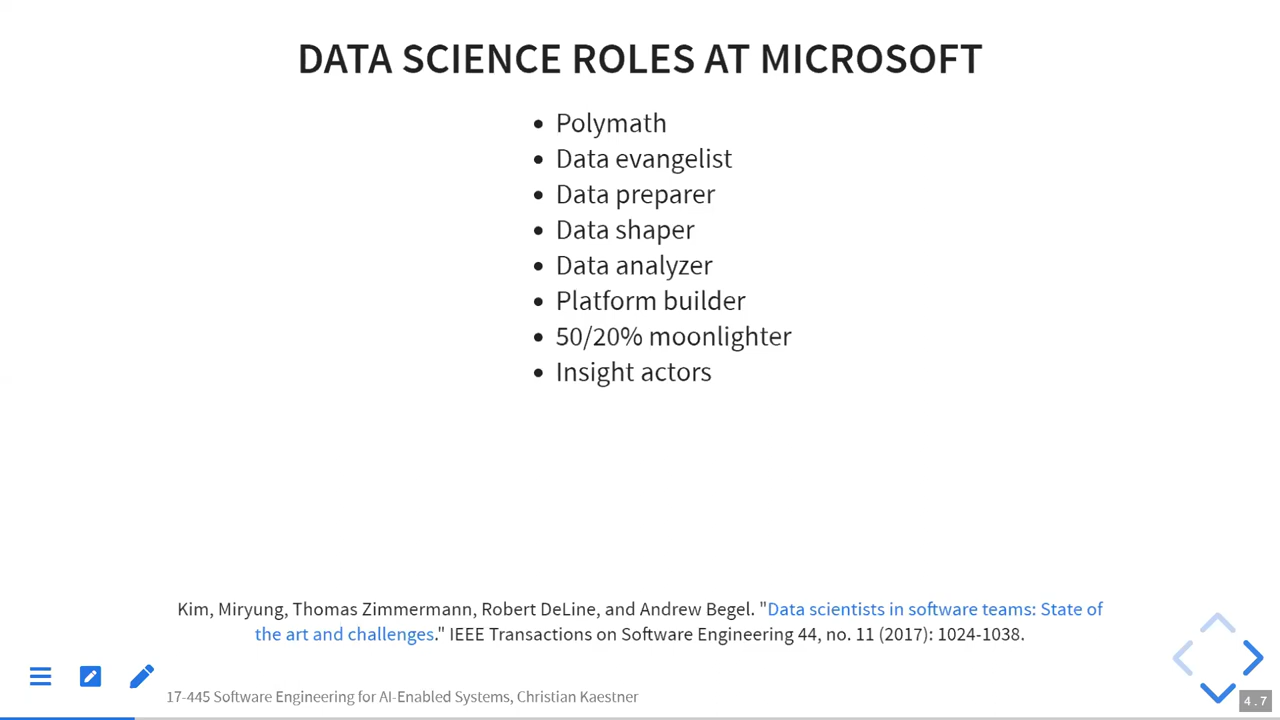 DATA SCIENCE ROLES AT MICROSOFT
• Polymath
• Data evangelist
• Data preparer
• Data shaper
• Data analyzer
• Platform builder
• 50/20% moonlighter
• Insight actors
Kim, Miryung, Thomas Zimmermann, Robert DeLine, and Andrew Begel. "Data scientists in software teams: State of
the art and challenges." IEEE Transactions on Software Engineering 44, no. 11 (2017): 1024-1038.
17-445 Software Engineering for AI-Enabled Systems, Christian Kaestner
4 . 7